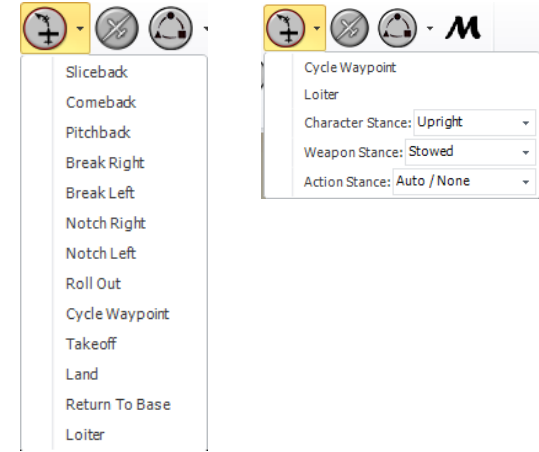 Sliceback
Comeback
Pitchback
Break Right
Break Left
Notch Right
Notch Left
Roll Out
Cycle Waypoint
Takeoff
Land
Return To Base
Loiter
M
Cycle Waypoint
Loiter
Character Stance: Upright
Weapon Stance: Stowed
Action Stance: Auto / None